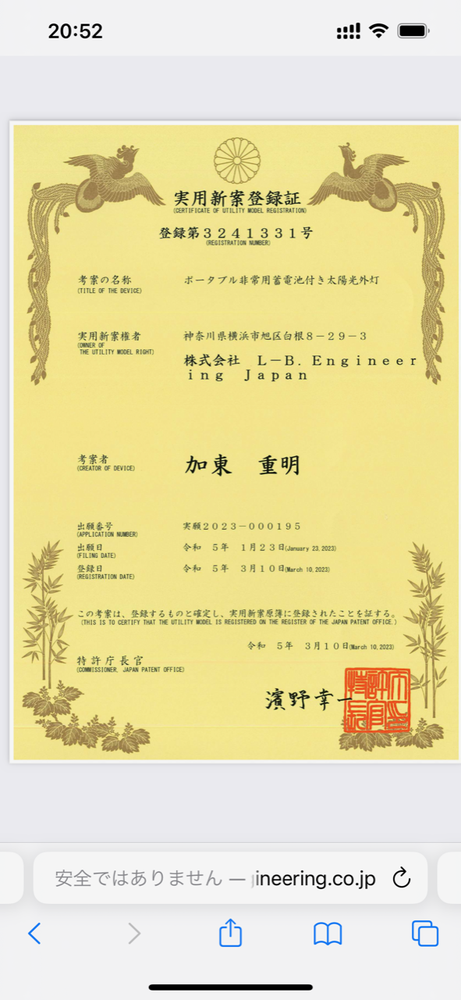 20:52
実用新案登録証
(CERTIFICATE OF UTILITY MODEL REGISTRATION)
登録第3241331号
(REGISTRATION NUMBER)
考案の名称 ポータブル非常用蓄電池付き太陽光外灯
(TITLE OF THE DEVICE)
実用新案権者 神奈川県横浜市旭区白根8-29-3
(OWNER OF
THE UTILITY MODEL RIGHT)
株式会社 L-B. Engineer
ing Japan
考案者 加東 重明
(CREATOR OF DEVICE)
出願番号 実願2023-000195
(APPLICATION NUMBER)
出願日 令和 5年 1月23日(January 23, 2023)
(FILING DATE)
登録日 令和 5年 3月10日(March 10, 2023)
(REGISTRATION DATE)
この考案は、登録するものと確定し、実用新案原簿に登録されたことを証する。
(THIS IS TO CERTIFY THAT THE UTILITY MODEL IS REGISTERED ON THE REGISTER OF THE JAPAN PATENT OFFICE.)
令和 5年 3月10日(March 10, 2023)
特許庁長官
(COMMISSIONER, JAPAN PATENT OFFICE)
濱野幸一
安全ではありません — jineering.co.jp